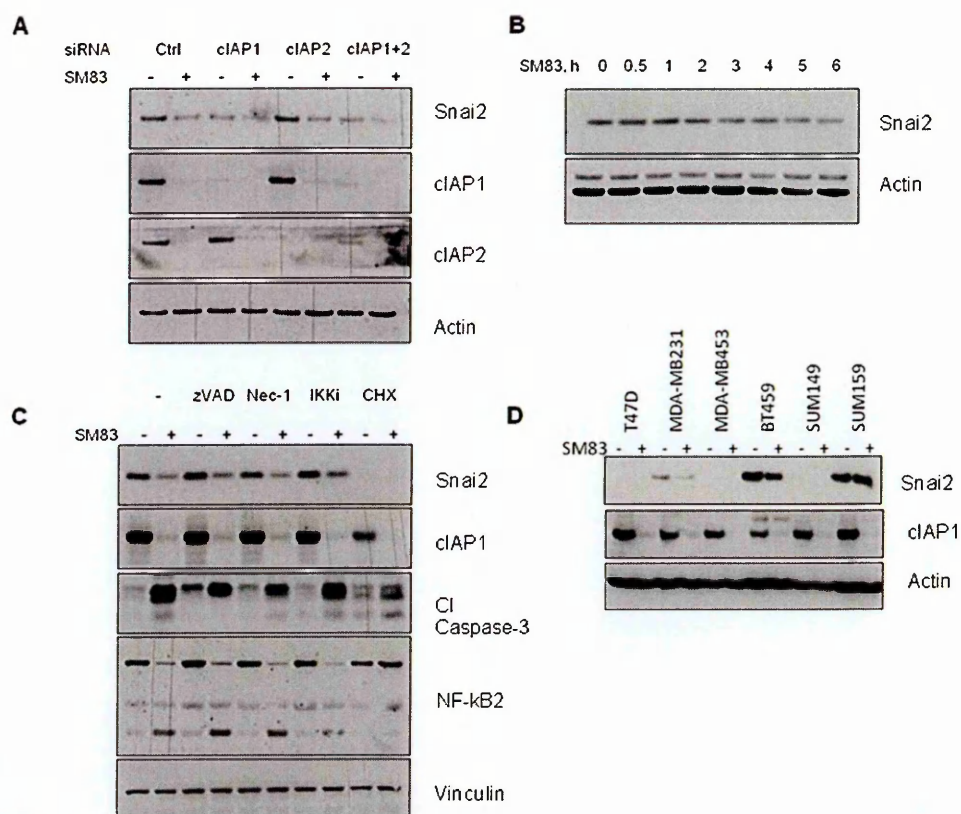 A
siRNA Ctrl cIAP1 cIAP2 cIAP1+2
SM83 - + - + - + - +
Snai2
cIAP1
cIAP2
Actin
B
SM83, h 0 0.5 1 2 3 4 5 6
Snai2
Actin
C
- zVAD Nec-1 IKKi CHX
SM83 - + - + - + - + - +
Snai2
cIAP1
Cl
Caspase-3
NF-kB2
Vinculin
D
T47D MDA-MB231 MDA-MB453 BT459 SUM149 SUM159
SM83 - + - + - + - + - + - +
Snai2
cIAP1
Actin